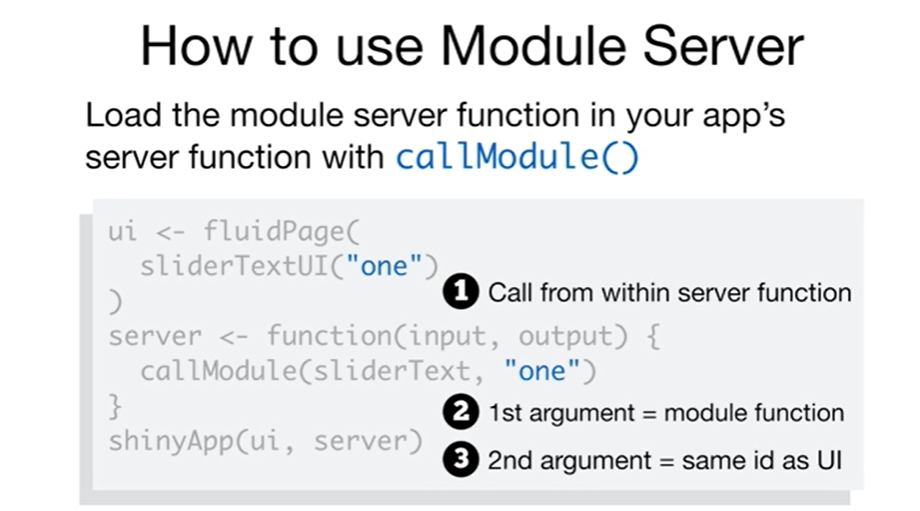 How to use Module Server
Load the module server function in your app's
server function with callModule()
ui <- fluidPage(
sliderTextUI("one")
)
1 Call from within server function
server <- function(input, output) {
callModule(sliderText, "one")
}
2 1st argument = module function
shinyApp(ui, server)
3 2nd argument = same id as UI